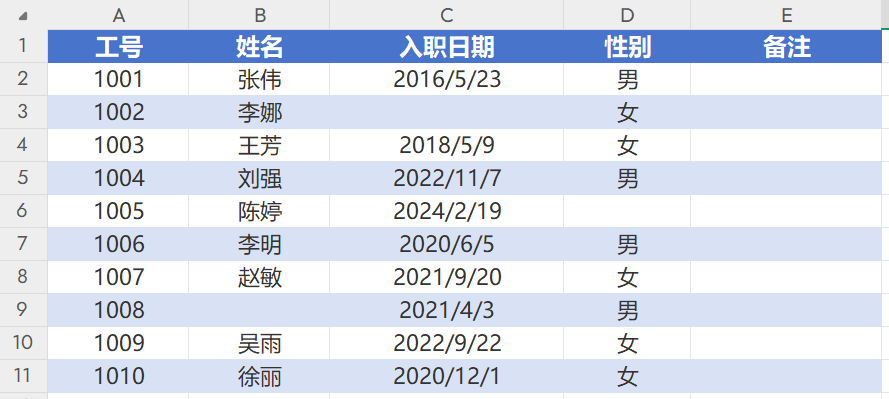 A B C D E
1 工号 姓名 入职日期 性别 备注
2 1001 张伟 2016/5/23 男
3 1002 李娜 女
4 1003 王芳 2018/5/9 女
5 1004 刘强 2022/11/7 男
6 1005 陈婷 2024/2/19
7 1006 李明 2020/6/5 男
8 1007 赵敏 2021/9/20 女
9 1008 2021/4/3 男
10 1009 吴雨 2022/9/22 女
11 1010 徐丽 2020/12/1 女